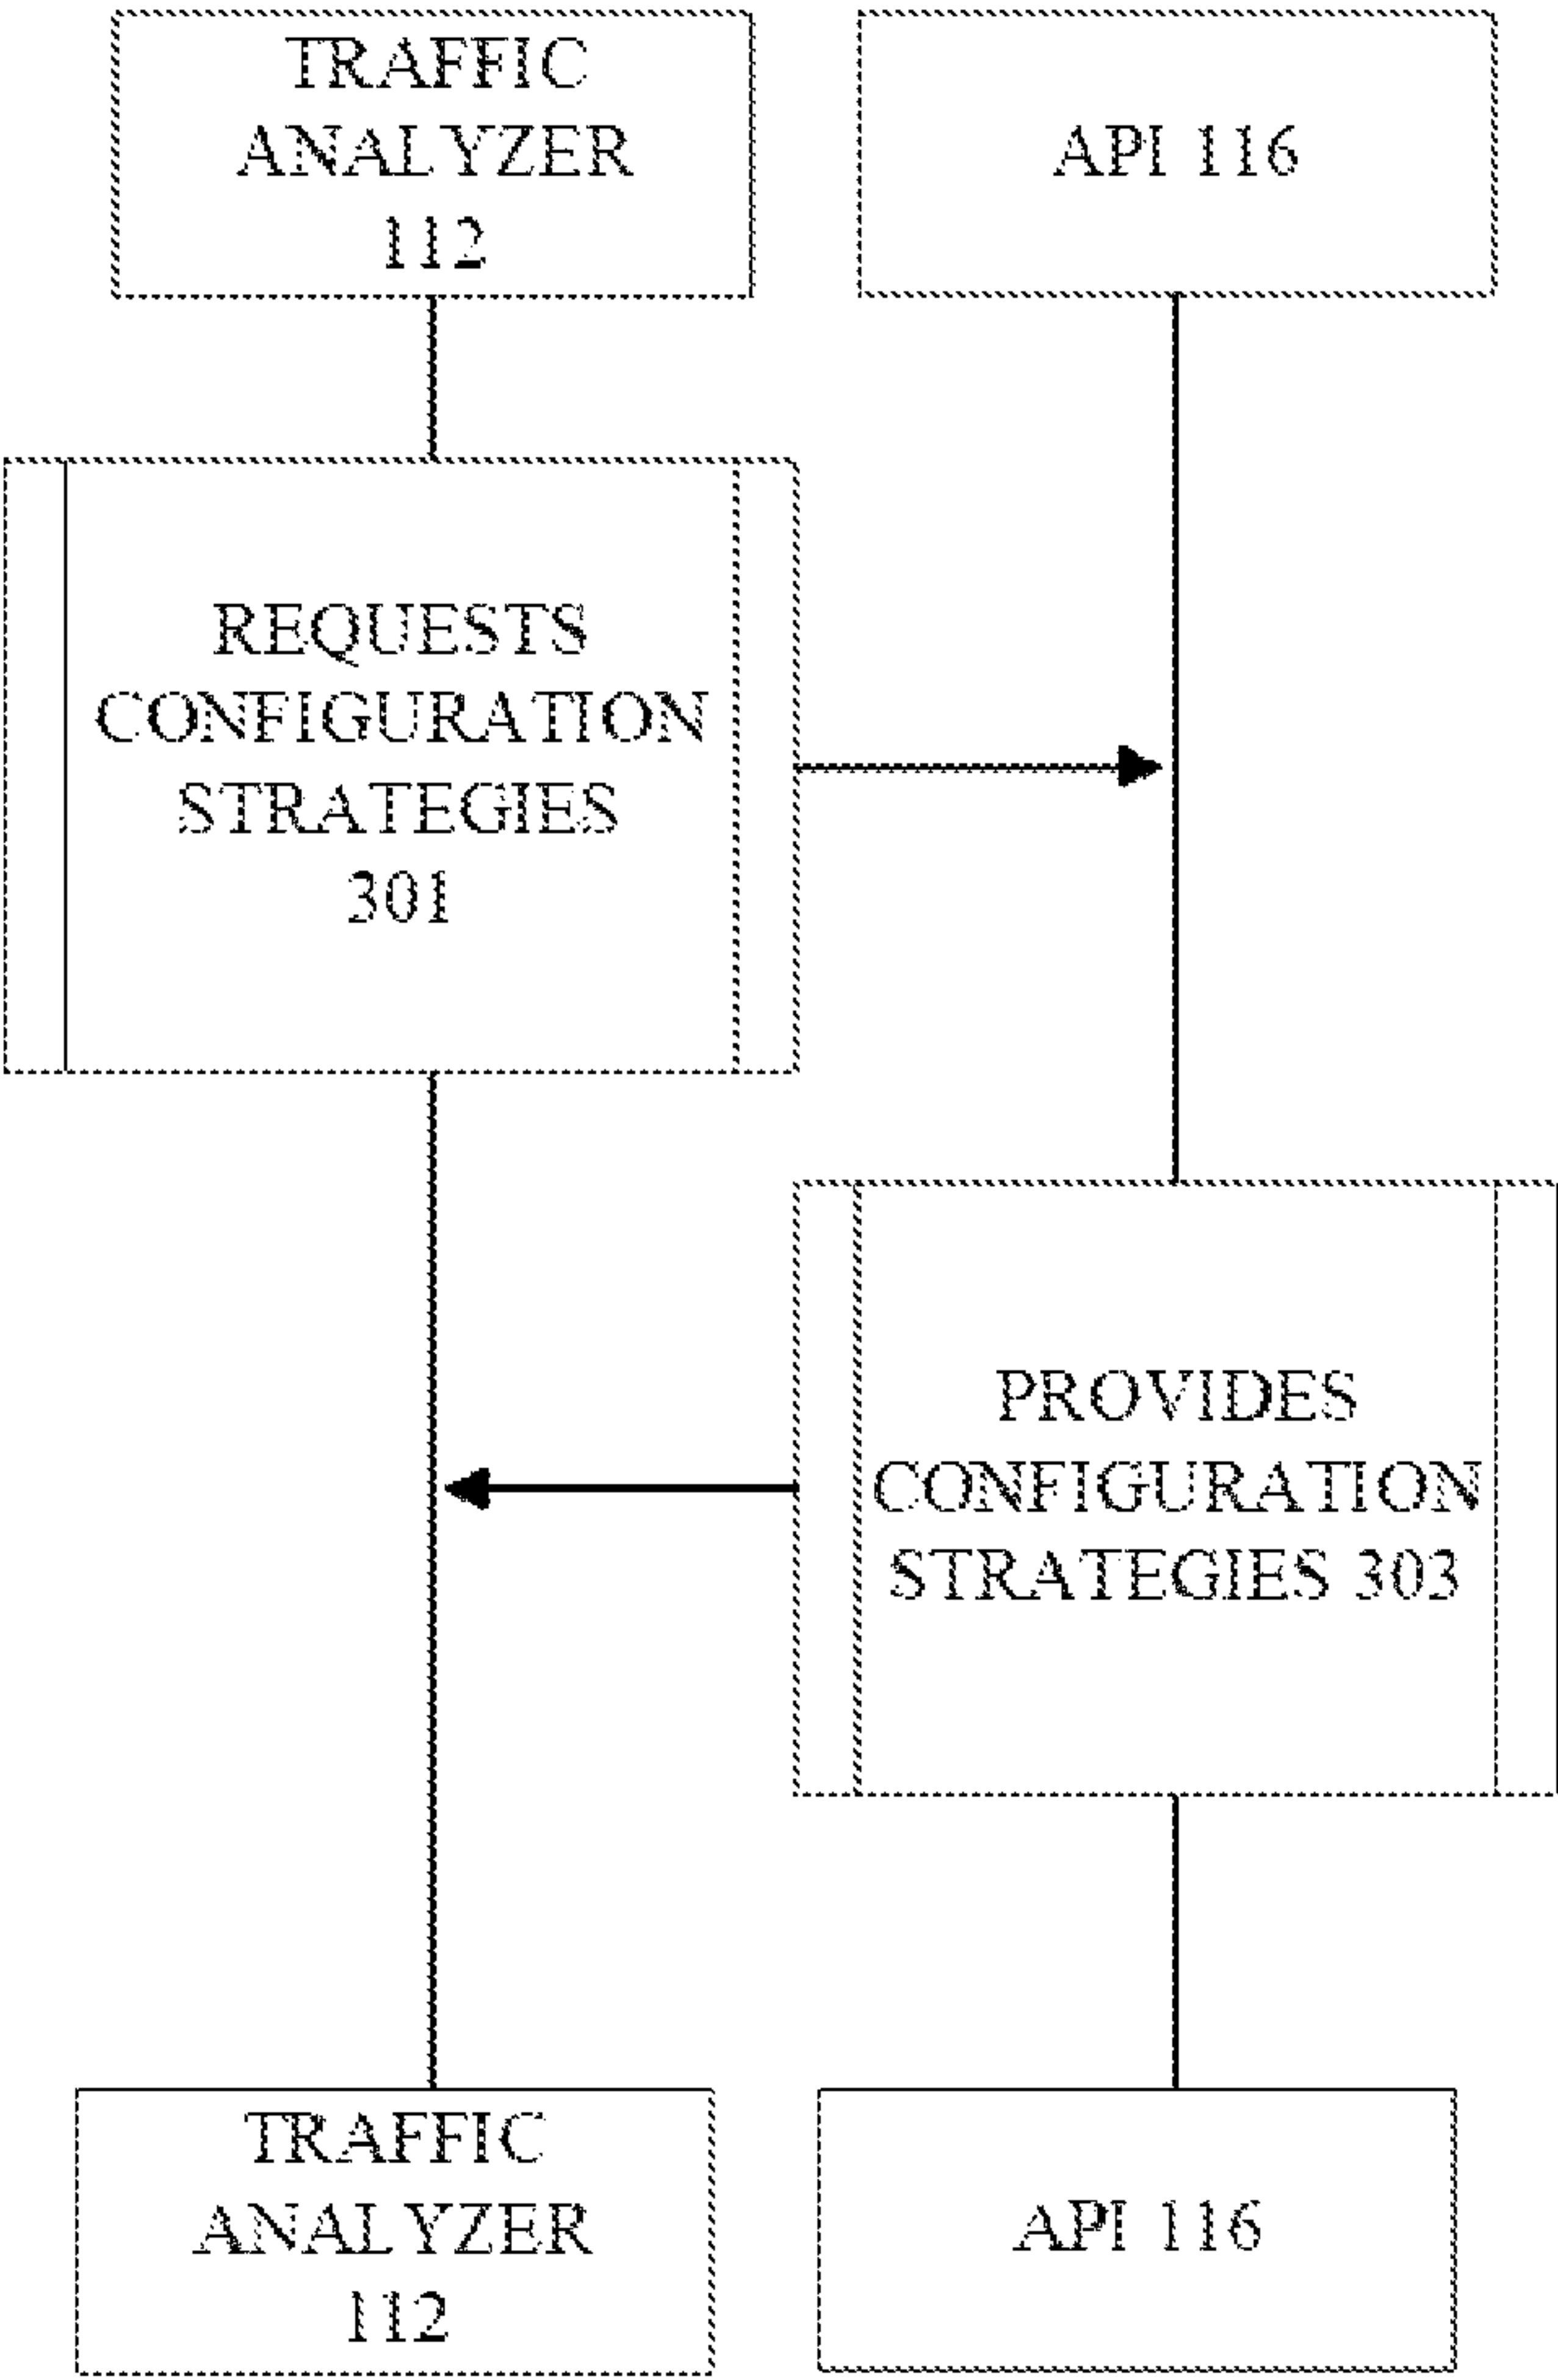 TRAFFIC
ANALYZER
112
API 116
REQUESTS
CONFIGURATION
STRATEGIES
301
PROVIDES
CONFIGURATION
STRATEGIES 303
TRAFFIC
ANALYZER
112
API 116